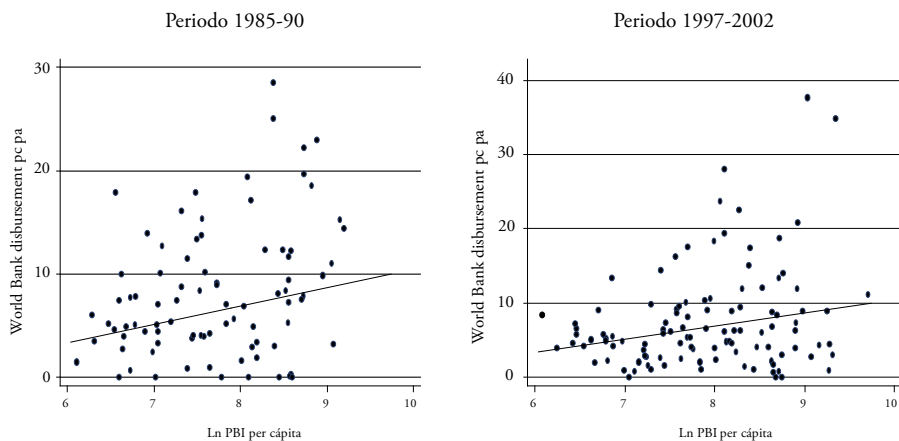 Periodo 1985-90
World Bank disbursement pc pa
30
20
10
0
6 7 8 9 10
Ln PBI per cápita
Periodo 1997-2002
World Bank disbursement pc pa
40
30
20
10
0
6 7 8 9 10
Ln PBI per cápita